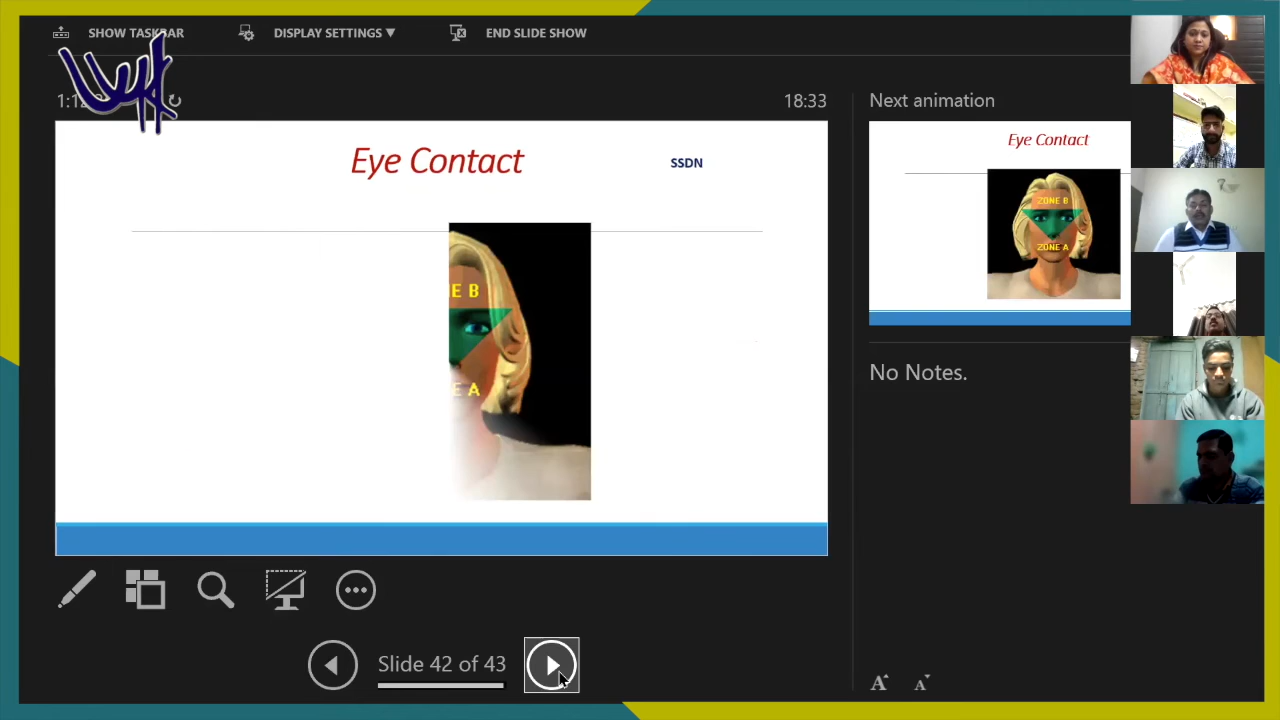 SHOW TASKBAR
DISPLAY SETTINGS ▼
END SLIDE SHOW
18:33
Next animation
Eye Contact
SSDN
E B
E A
Eye Contact
ZONE B
ZONE A
No Notes.
Slide 42 of 43
A A